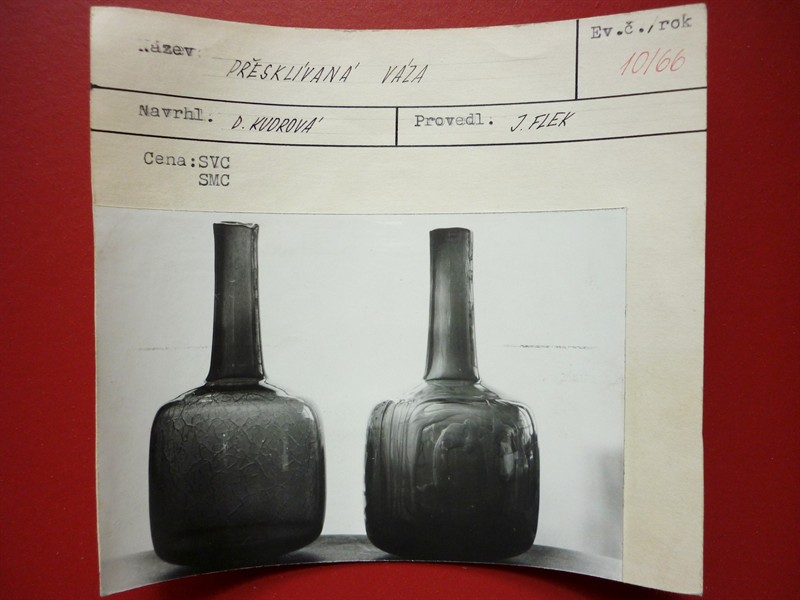 Název: PŘESKLÍVANÁ VÁZA
Ev.č./rok
10/66
Navrhl. D. KUDROVÁ
Provedl. J. FLEK
Cena:SVC
SMC